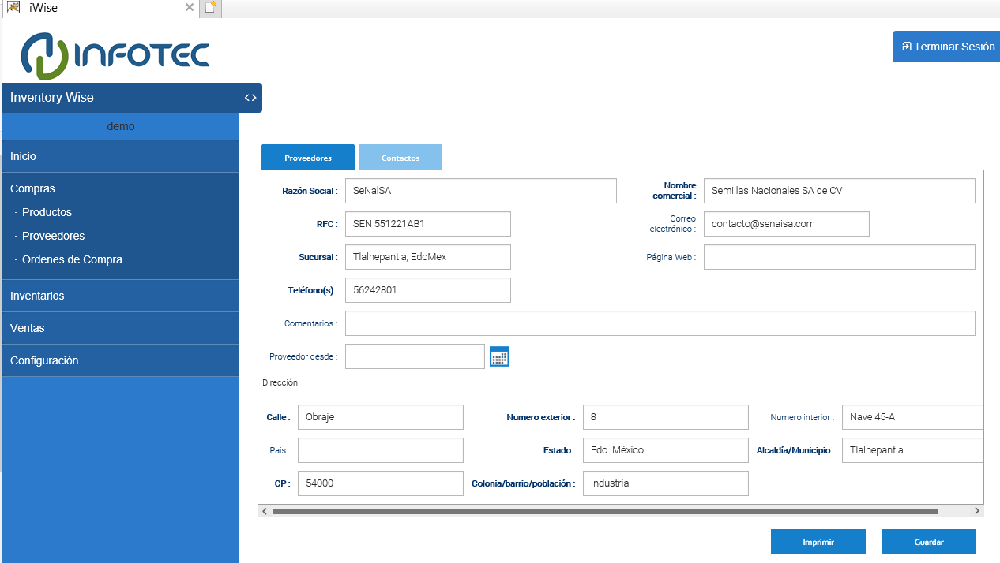 iWise
INFOTEC
Terminar Sesión
Inventory Wise
demo
Inicio
Compras
· Productos
· Proveedores
· Ordenes de Compra
Inventarios
Ventas
Configuración
Proveedores Contactos
Razón Social : SeNalSA Nombre comercial : Semillas Nacionales SA de CV
RFC : SEN 551221AB1 Correo electrónico : contacto@senaisa.com
Sucursal : Tlalnepantla, EdoMex Página Web :
Teléfono(s) : 56242801
Comentarios :
Proveedor desde :
Dirección
Calle : Obraje Numero exterior : 8 Numero interior : Nave 45-A
Pais : Estado : Edo. México Alcaldía/Municipio : Tlalnepantla
CP : 54000 Colonia/barrio/población : Industrial
Imprimir Guardar